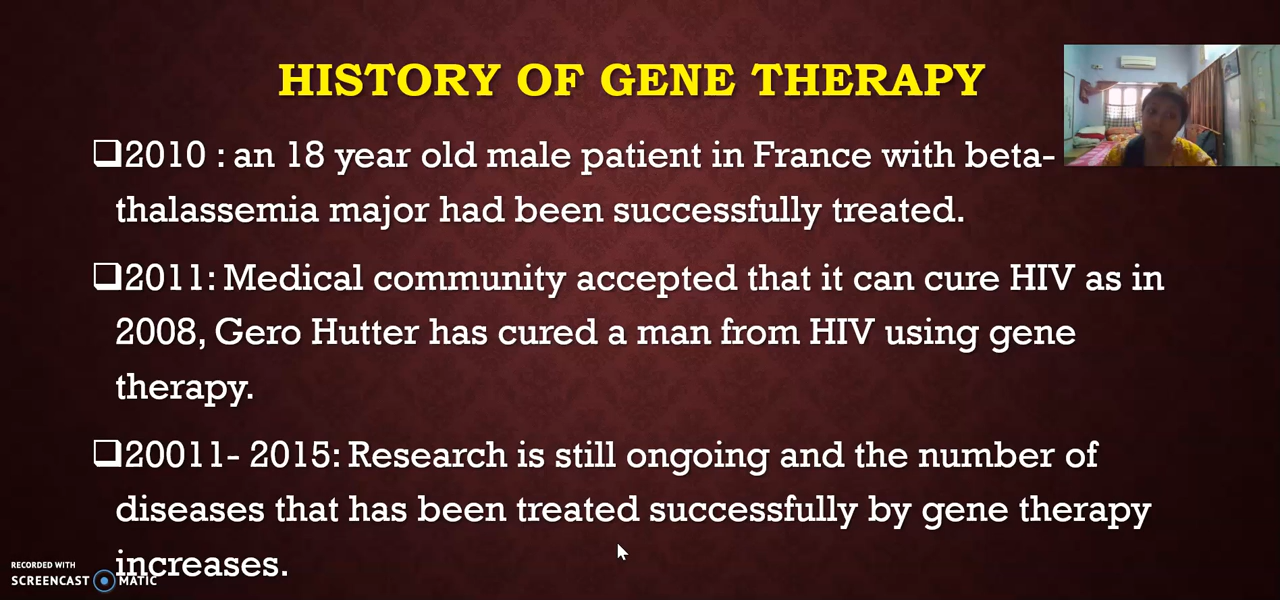 HISTORY OF GENE THERAPY
❑2010 : an 18 year old male patient in France with beta-
thalassemia major had been successfully treated.
❑2011: Medical community accepted that it can cure HIV as in
2008, Gero Hutter has cured a man from HIV using gene
therapy.
❑20011- 2015: Research is still ongoing and the number of
diseases that has been treated successfully by gene therapy
increases.
RECORDED WITH
SCREENCAST MATIC